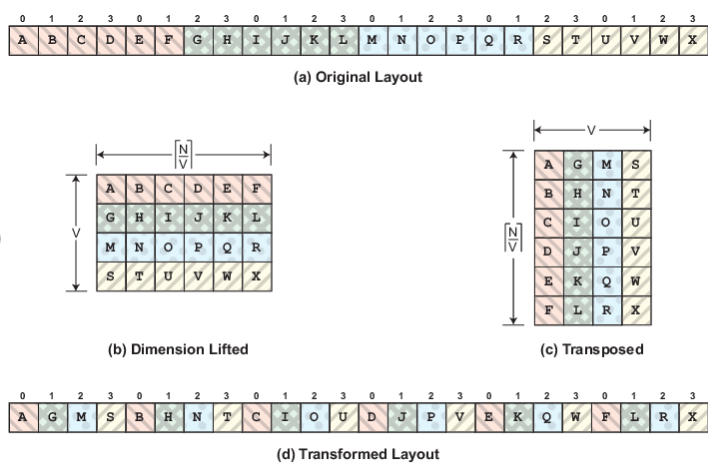 0 1 2 3 0 1 2 3 0 1 2 3 0 1 2 3 0 1 2 3 0 1 2 3
A B C D E F G H I J K L M N O P Q R S T U V W X
(a) Original Layout
⌈N/V⌉
V
A B C D E F
G H I J K L
M N O P Q R
S T U V W X
(b) Dimension Lifted
V
⌈N/V⌉
A G M S
B H N T
C I O U
D J P V
E K Q W
F L R X
(c) Transposed
0 1 2 3 0 1 2 3 0 1 2 3 0 1 2 3 0 1 2 3 0 1 2 3
A G M S B H N T C I O U D J P V E K Q W F L R X
(d) Transformed Layout